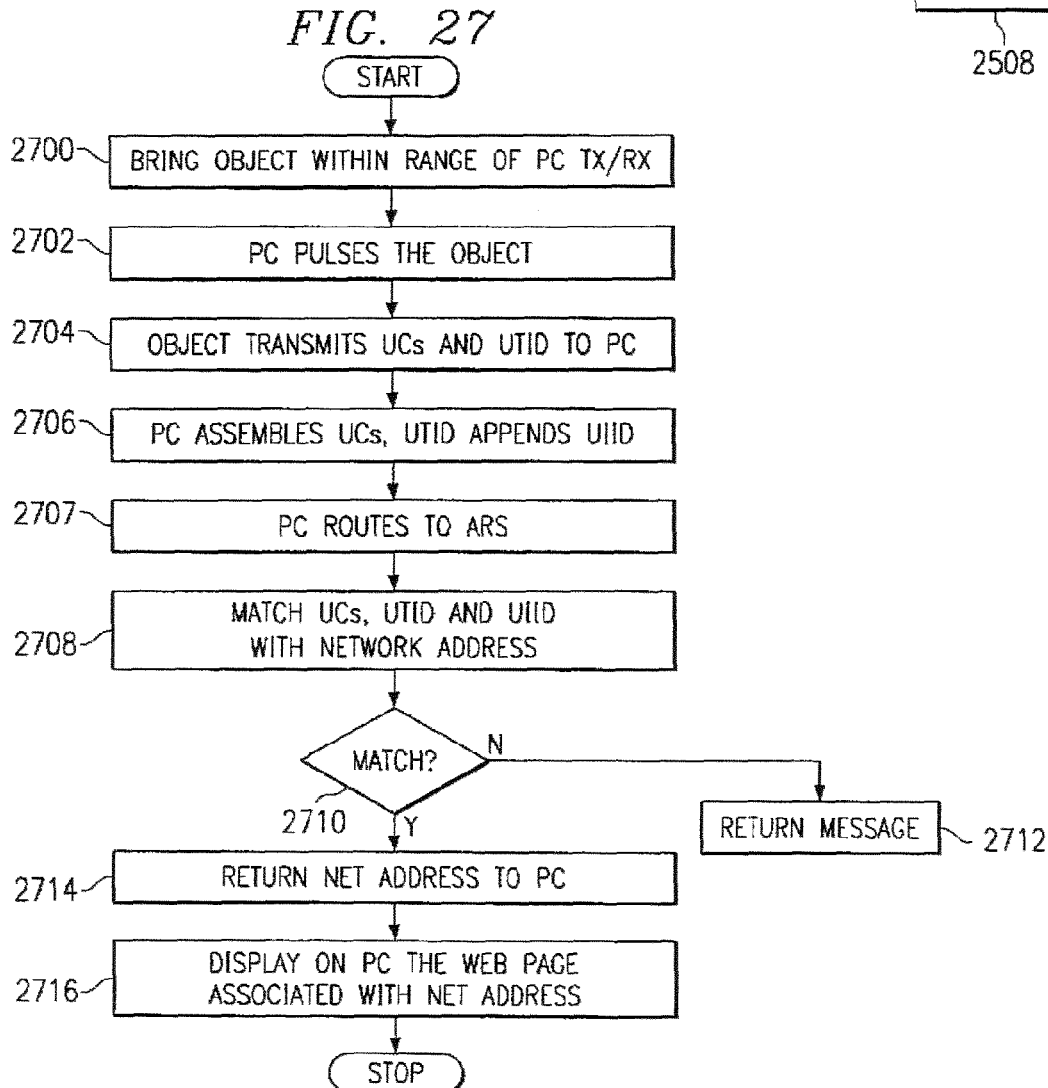 FIG. 27
2508
START
2700
BRING OBJECT WITHIN RANGE OF PC TX/RX
2702
PC PULSES THE OBJECT
2704
OBJECT TRANSMITS UCs AND UTID TO PC
2706
PC ASSEMBLES UCs, UTID APPENDS UIID
2707
PC ROUTES TO ARS
2708
MATCH UCs, UTID AND UIID
WITH NETWORK ADDRESS
MATCH?
N
2710
Y
RETURN MESSAGE
2712
2714
RETURN NET ADDRESS TO PC
2716
DISPLAY ON PC THE WEB PAGE
ASSOCIATED WITH NET ADDRESS
STOP